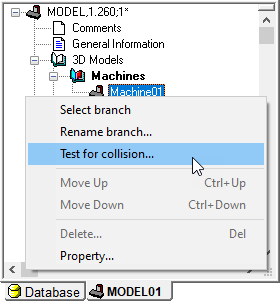 MODEL,1.260;1*
Comments
General Information
3D Models
Machines
Machine01
Select branch
Rename branch...
Test for collision...
Move Up Ctrl+Up
Move Down Ctrl+Down
Delete... Del
Property...
Database MODEL01